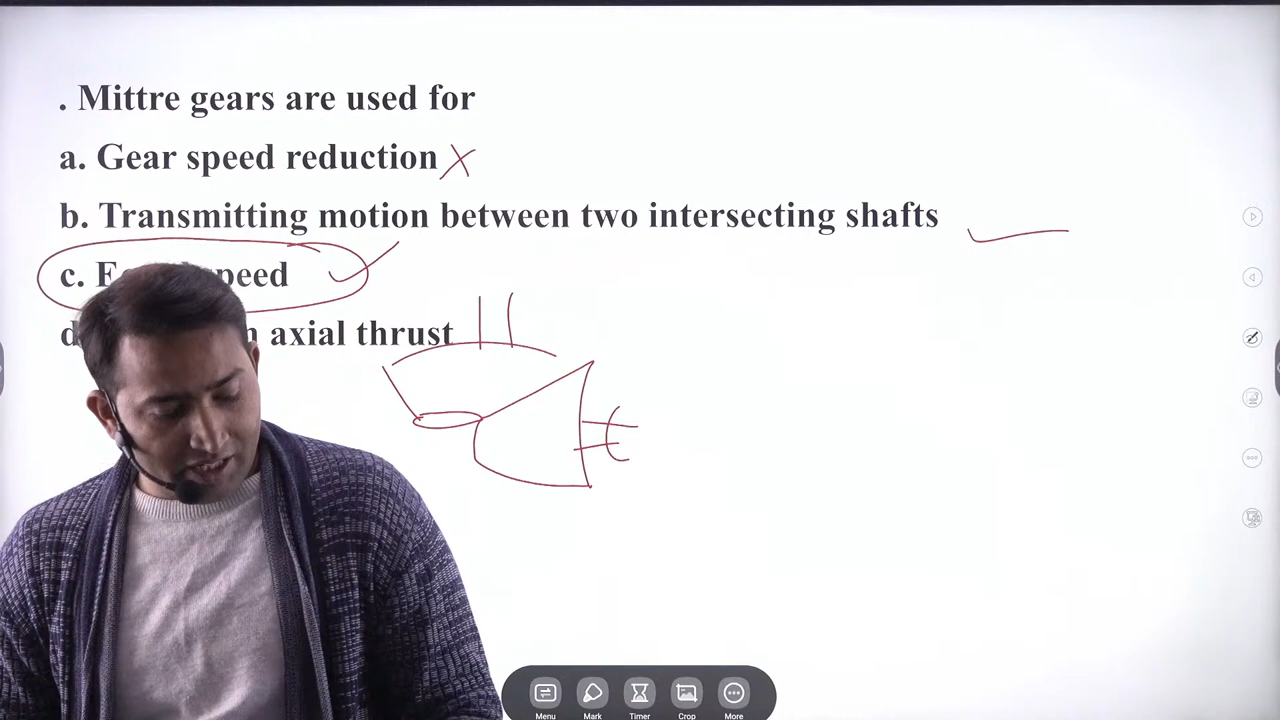 . Mittre gears are used for
a. Gear speed reduction
b. Transmitting motion between two intersecting shafts
c. speed
d axial thrust
Menu Mark Timer Crop More